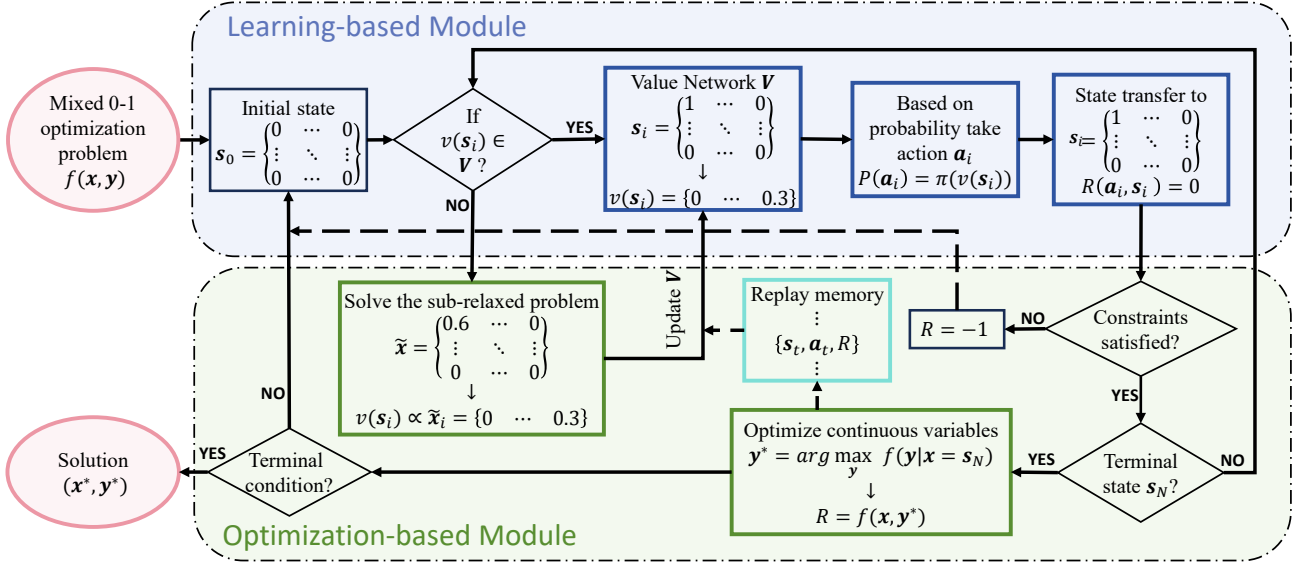 Learning-based Module
Mixed 0-1
optimization
problem
f(x, y)
Initial state
s₀ = {0 ⋯ 0
⋮ ⋱ ⋮
0 ⋯ 0}
If
v(sᵢ) ∈
V ?
YES
NO
Value Network V
sᵢ = {1 ⋯ 0
⋮ ⋱ ⋮
0 ⋯ 0}
↓
v(sᵢ) = {0 ⋯ 0.3}
Based on
probability take
action aᵢ
P(aᵢ) = π(v(sᵢ))
State transfer to
sᵢ= {1 ⋯ 0
⋮ ⋱ ⋮
0 ⋯ 0}
R(aᵢ, sᵢ ) = 0
Solve the sub-relaxed problem
x̃ = {0.6 ⋯ 0
⋮ ⋱ ⋮
0 ⋯ 0}
↓
v(sᵢ) ∝ x̃ᵢ = {0 ⋯ 0.3}
Update V
Replay memory
⋮
{sₜ, aₜ, R}
⋮
R = −1
NO
Constraints
satisfied?
YES
Terminal
state s_N?
NO
YES
Optimize continuous variables
y* = arg max f(y|x = s_N)
y
↓
R = f(x, y*)
Terminal
condition?
NO
YES
Solution
(x*, y*)
Optimization-based Module